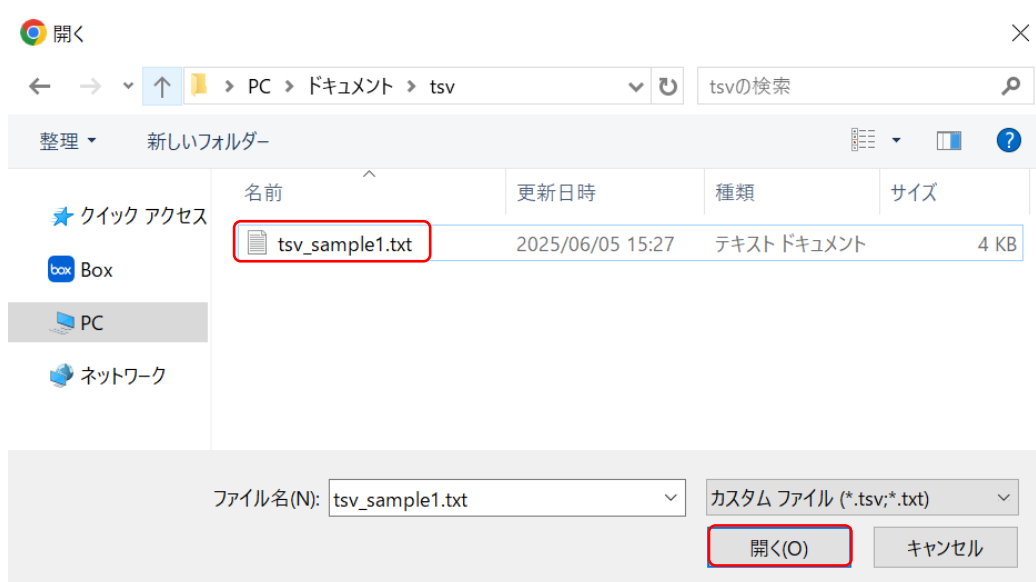 開く
PC ドキュメント tsv tsvの検索
整理 新しいフォルダー ?
名前 更新日時 種類 サイズ
クイック アクセス
tsv_sample1.txt 2025/06/05 15:27 テキスト ドキュメント 4 KB
box Box
PC
ネットワーク
ファイル名(N): tsv_sample1.txt カスタム ファイル (*.tsv;*.txt)
開く(O) キャンセル